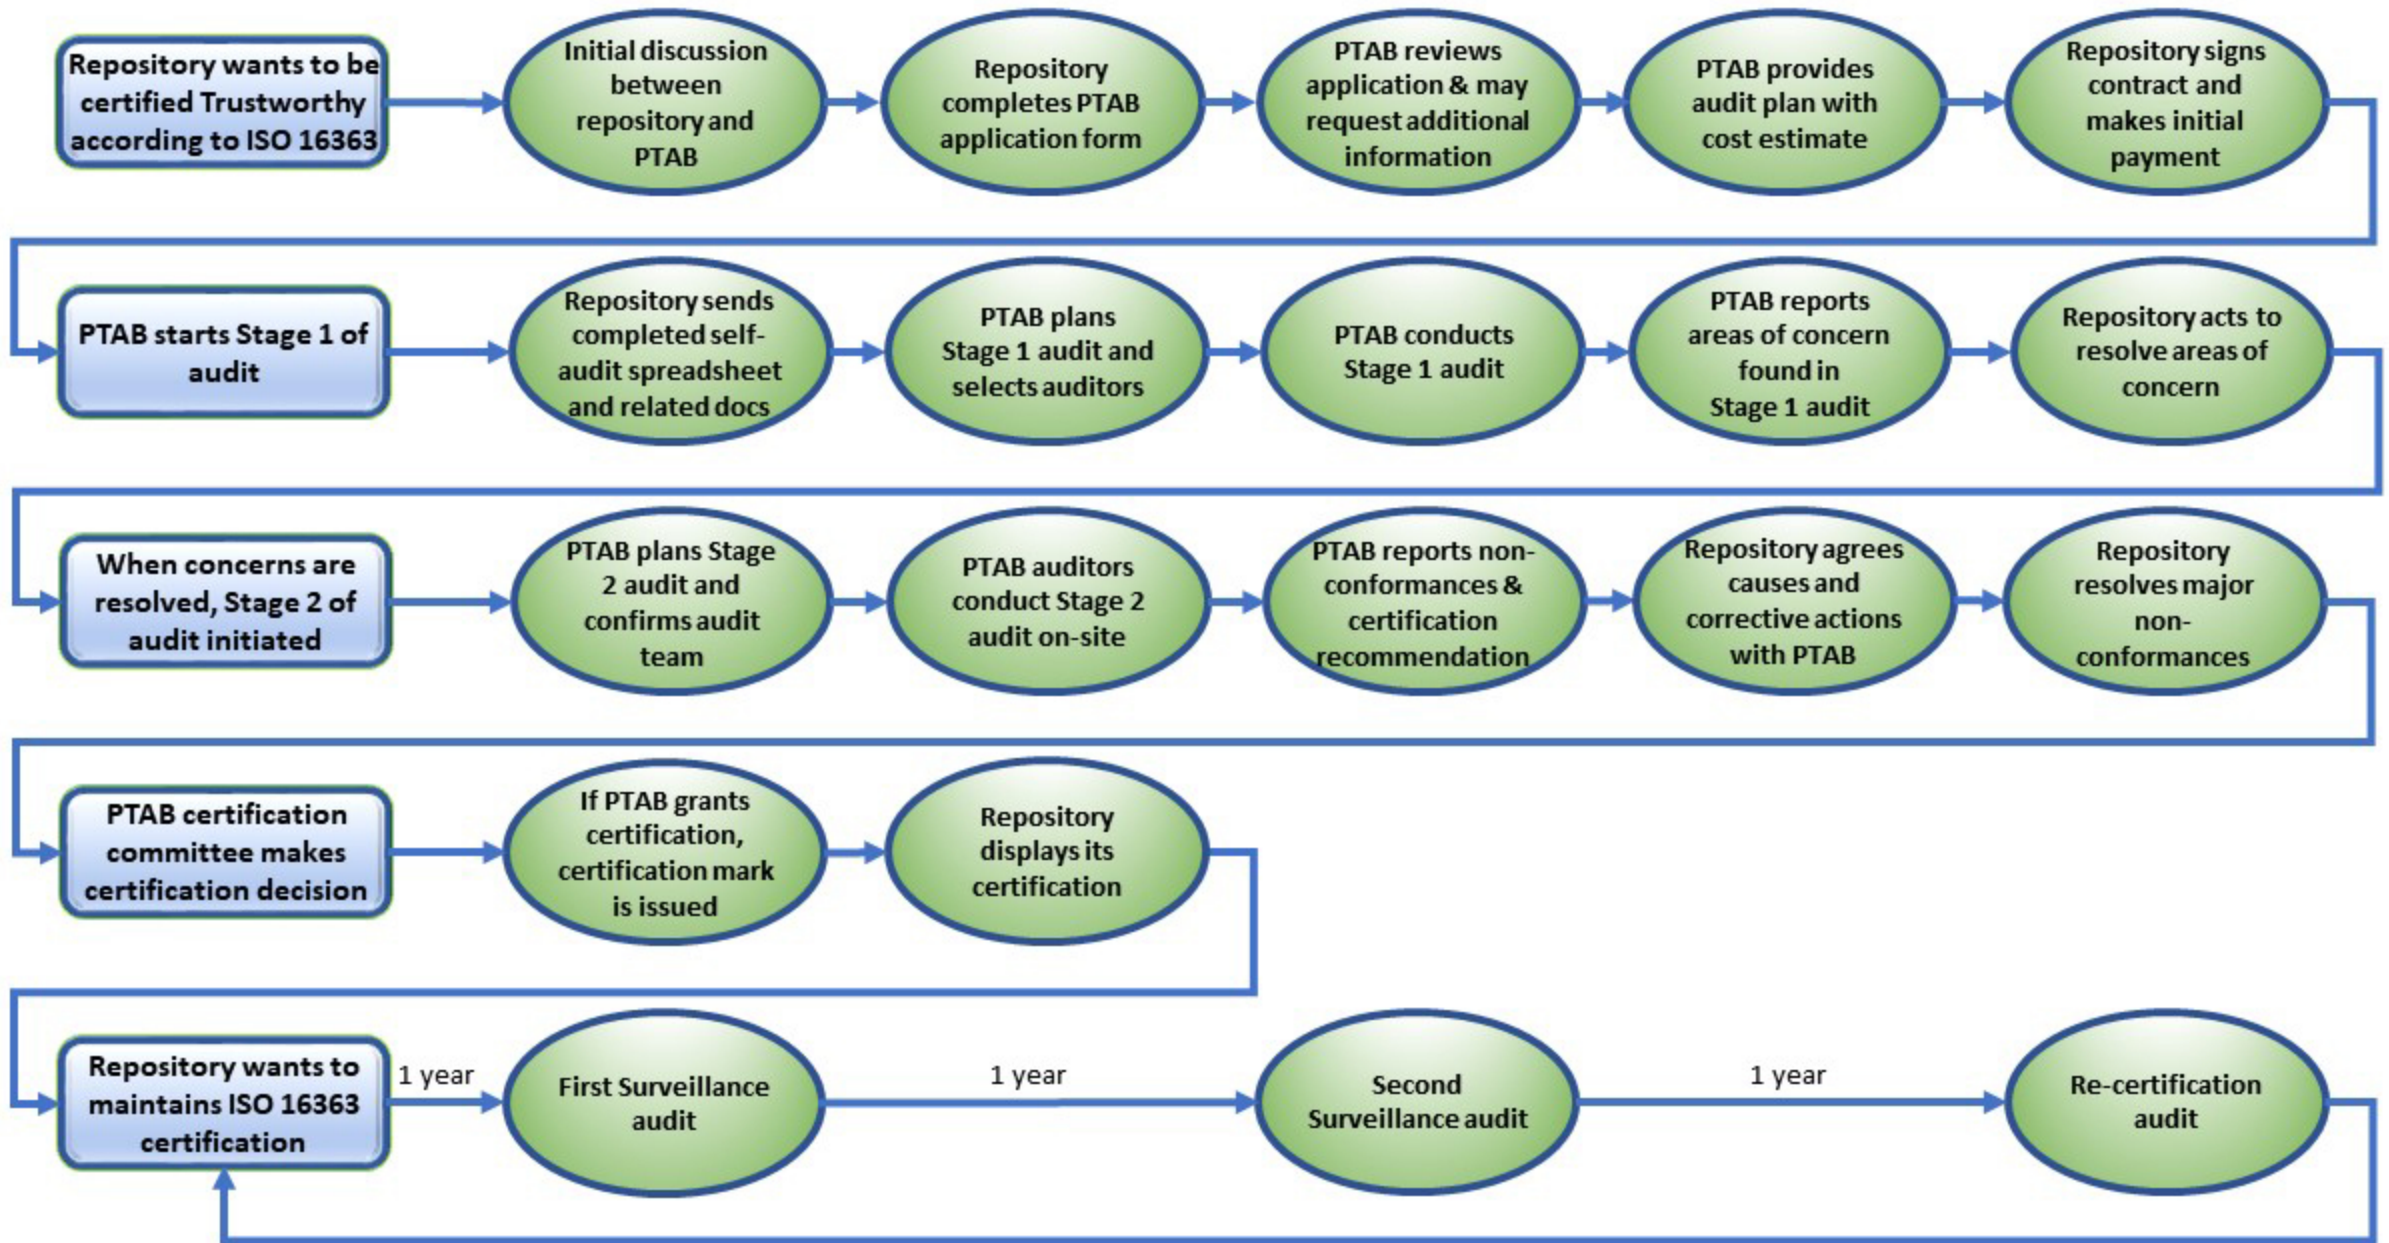 Repository wants to be
certified Trustworthy
according to ISO 16363
Initial discussion
between
repository and
PTAB
Repository
completes PTAB
application form
PTAB reviews
application & may
request additional
information
PTAB provides
audit plan with
cost estimate
Repository signs
contract and
makes initial
payment
PTAB starts Stage 1 of
audit
Repository sends
completed self-
audit spreadsheet
and related docs
PTAB plans
Stage 1 audit and
selects auditors
PTAB conducts
Stage 1 audit
PTAB reports
areas of concern
found in
Stage 1 audit
Repository acts to
resolve areas of
concern
When concerns are
resolved, Stage 2 of
audit initiated
PTAB plans Stage
2 audit and
confirms audit
team
PTAB auditors
conduct Stage 2
audit on-site
PTAB reports non-
conformances &
certification
recommendation
Repository agrees
causes and
corrective actions
with PTAB
Repository
resolves major
non-
conformances
PTAB certification
committee makes
certification decision
If PTAB grants
certification,
certification mark
is issued
Repository
displays its
certification
Repository wants to
maintains ISO 16363
certification
1 year
First Surveillance
audit
1 year
Second
Surveillance audit
1 year
Re-certification
audit